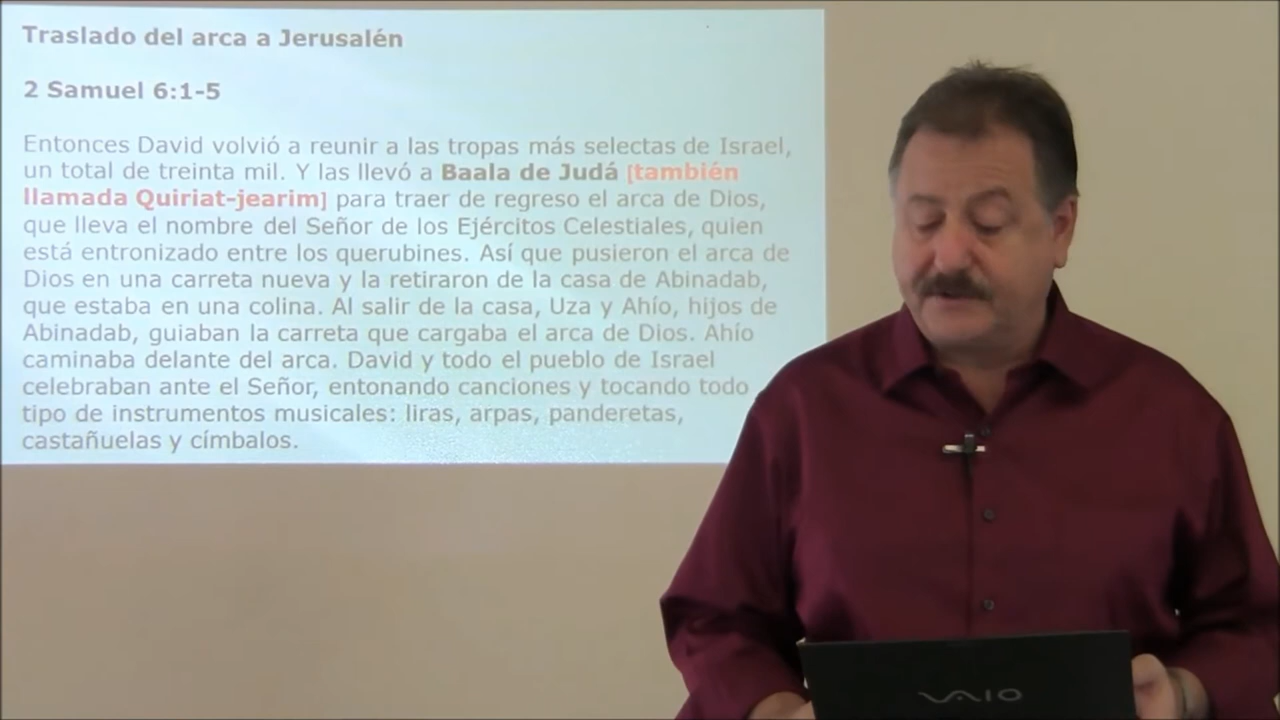 Traslado del arca a Jerusalén
2 Samuel 6:1-5
Entonces David volvió a reunir a las tropas más selectas de Israel,
un total de treinta mil. Y las llevó a Baala de Judá [también
llamada Quiriat-jearim] para traer de regreso el arca de Dios,
que lleva el nombre del Señor de los Ejércitos Celestiales, quien
está entronizado entre los querubines. Así que pusieron el arca de
Dios en una carreta nueva y la retiraron de la casa de Abinadab,
que estaba en una colina. Al salir de la casa, Uza y Ahío, hijos de
Abinadab, guiaban la carreta que cargaba el arca de Dios. Ahío
caminaba delante del arca. David y todo el pueblo de Israel
celebraban ante el Señor, entonando canciones y tocando todo
tipo de instrumentos musicales: liras, arpas, panderetas,
castañuelas y címbalos.
VAIO